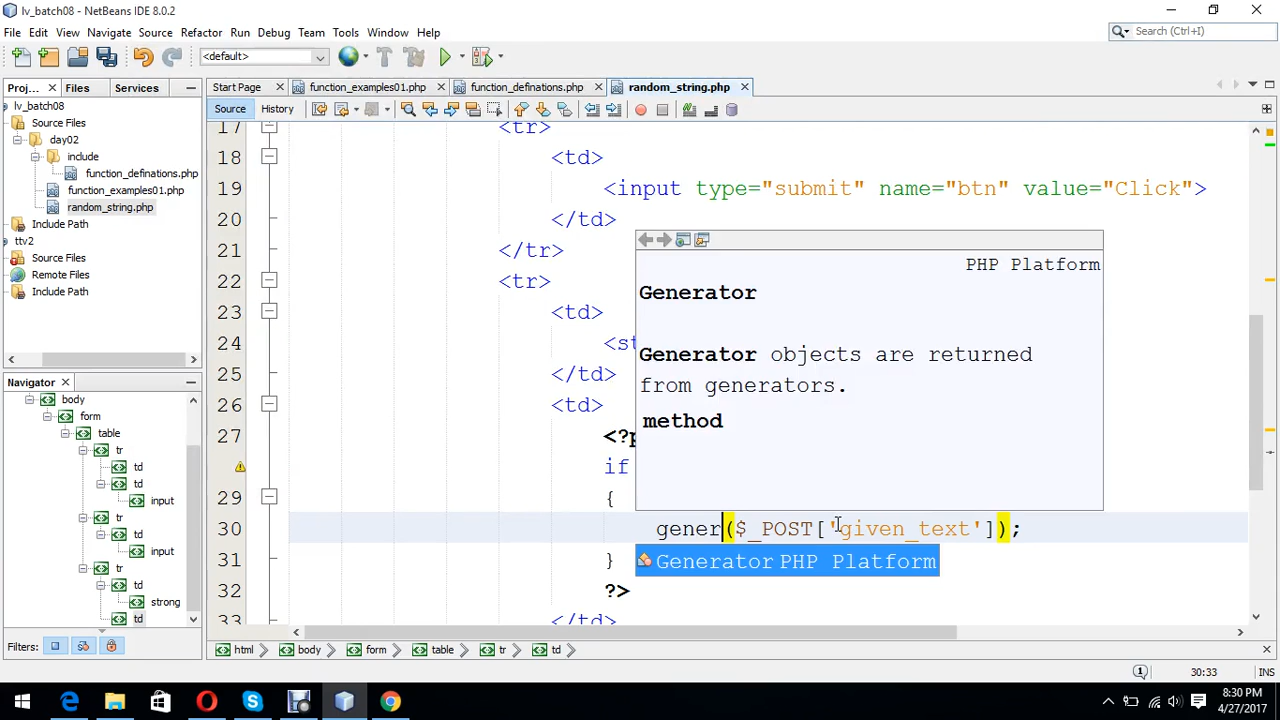 lv_batch08 - NetBeans IDE 8.0.2
File Edit View Navigate Source Refactor Run Debug Team Tools Window Help
Search (Ctrl+I)
<default>
Proj... Files Services
Start Page function_examples01.php function_definations.php random_string.php
Source History
lv_batch08
Source Files
day02
include
function_definations.php
function_examples01.php
random_string.php
Include Path
ttv2
Source Files
Remote Files
Include Path
Navigator
body
form
table
tr
td
td
input
tr
td
input
tr
td
strong
td
Filters:
17 <tr>
18 <td>
19 <input type="submit" name="btn" value="Click">
20 </td>
21 </tr>
22 <tr>
23 <td>
24 <st
25 </td>
26 <td>
27 <?p
if
29 {
30 gener($_POST['given_text']);
31 }
32 ?>
33 </td>
PHP Platform
Generator
Generator objects are returned
from generators.
method
Generator PHP Platform
html body form table tr td
1
30:33 INS
8:30 PM
4/27/2017